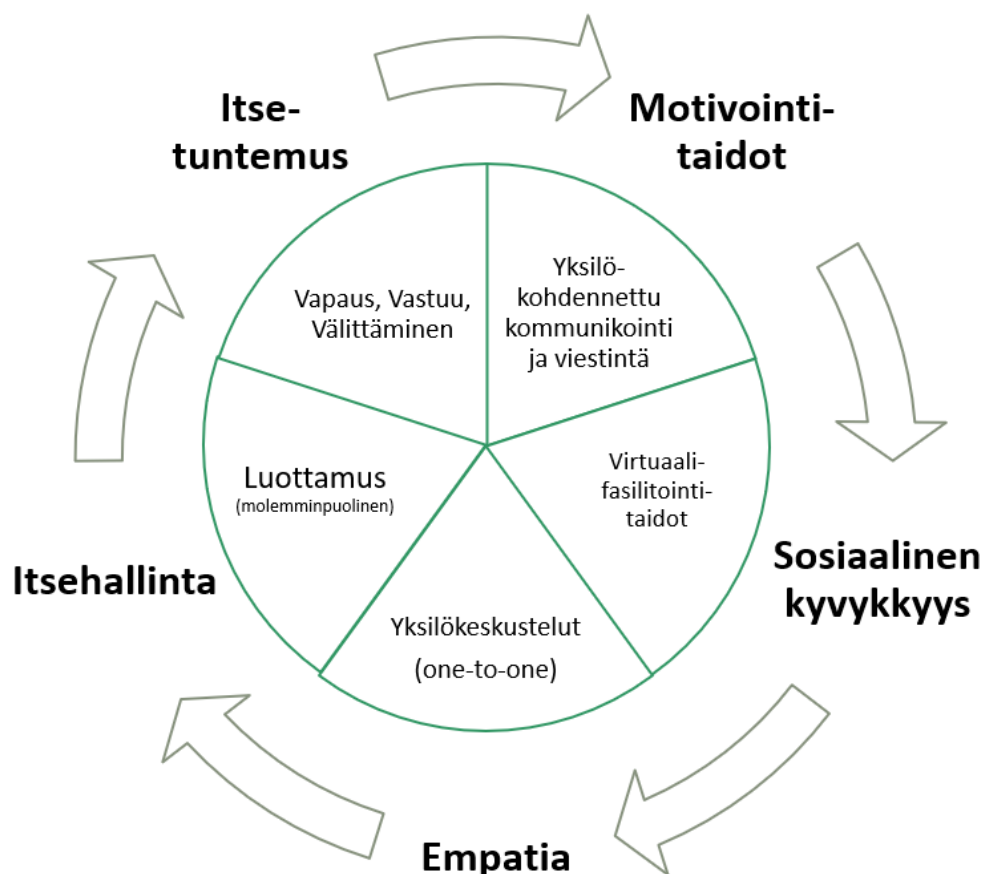 Itse-
tuntemus
Motivointi-
taidot
Vapaus, Vastuu,
Välittäminen
Yksilö-
kohdennettu
kommunikointi
ja viestintä
Luottamus
(molemminpuolinen)
Virtuaali-
fasilitointi-
taidot
Itsehallinta
Sosiaalinen
kyvykkyys
Yksilökeskustelut
(one-to-one)
Empatia